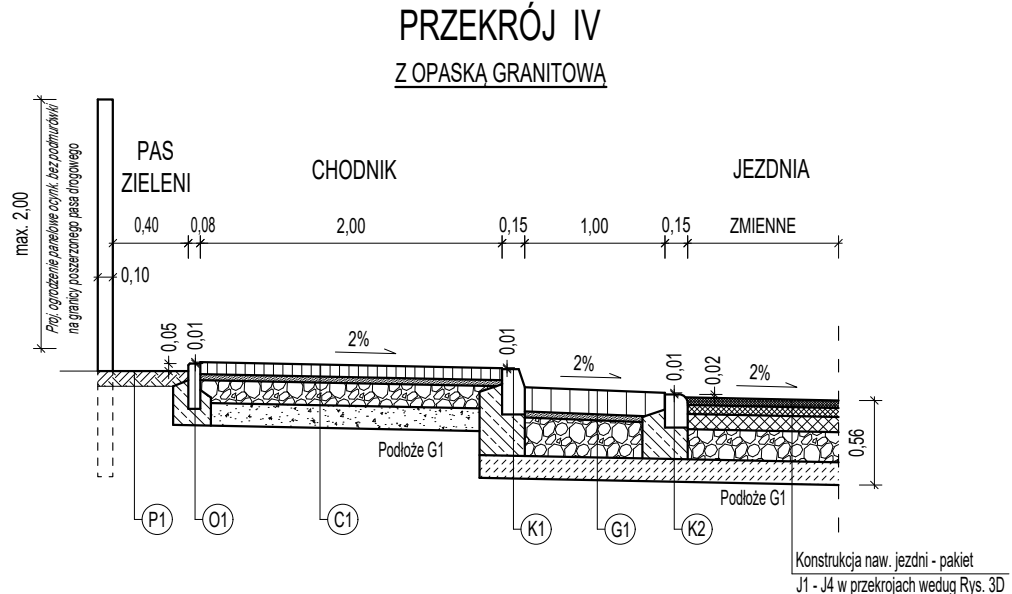 PRZEKRÓJ IV
Z OPASKĄ GRANITOWĄ
PAS
ZIELENI
CHODNIK
JEZDNIA
max. 2,00
Proj. ogrodzenie panelowe ocynk. bez podmurówki
na granicy poszerzonego pasa drogowego
0,40
0,08
2,00
0,15
1,00
0,15
ZMIENNE
0,10
0,05
0,01
2%
0,01
2%
0,01
0,02
2%
0,56
Podłoże G1
Podłoże G1
P1
O1
C1
K1
G1
K2
Konstrukcja naw. jezdni - pakiet
J1 - J4 w przekrojach wedug Rys. 3D